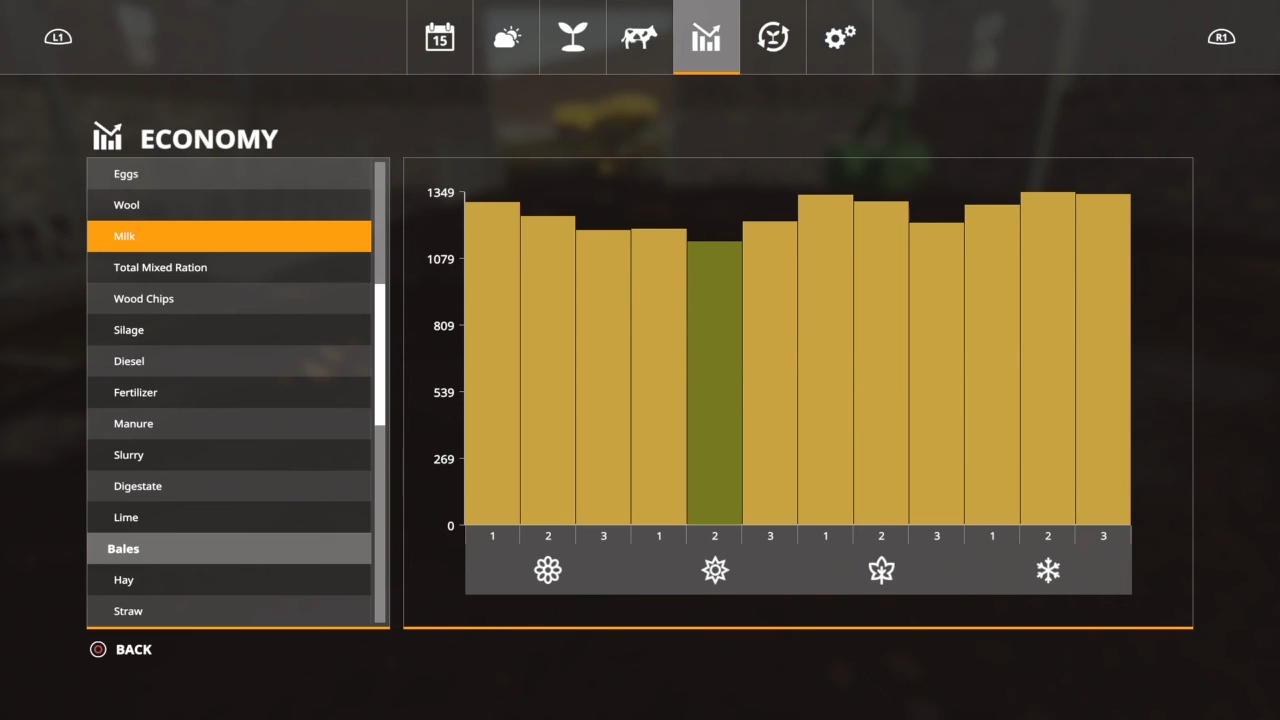 L1
15
R1
ECONOMY
Eggs
Wool
Milk
Total Mixed Ration
Wood Chips
Silage
Diesel
Fertilizer
Manure
Slurry
Digestate
Lime
Bales
Hay
Straw
1349
1079
809
539
269
0
1 2 3 1 2 3 1 2 3 1 2 3
BACK